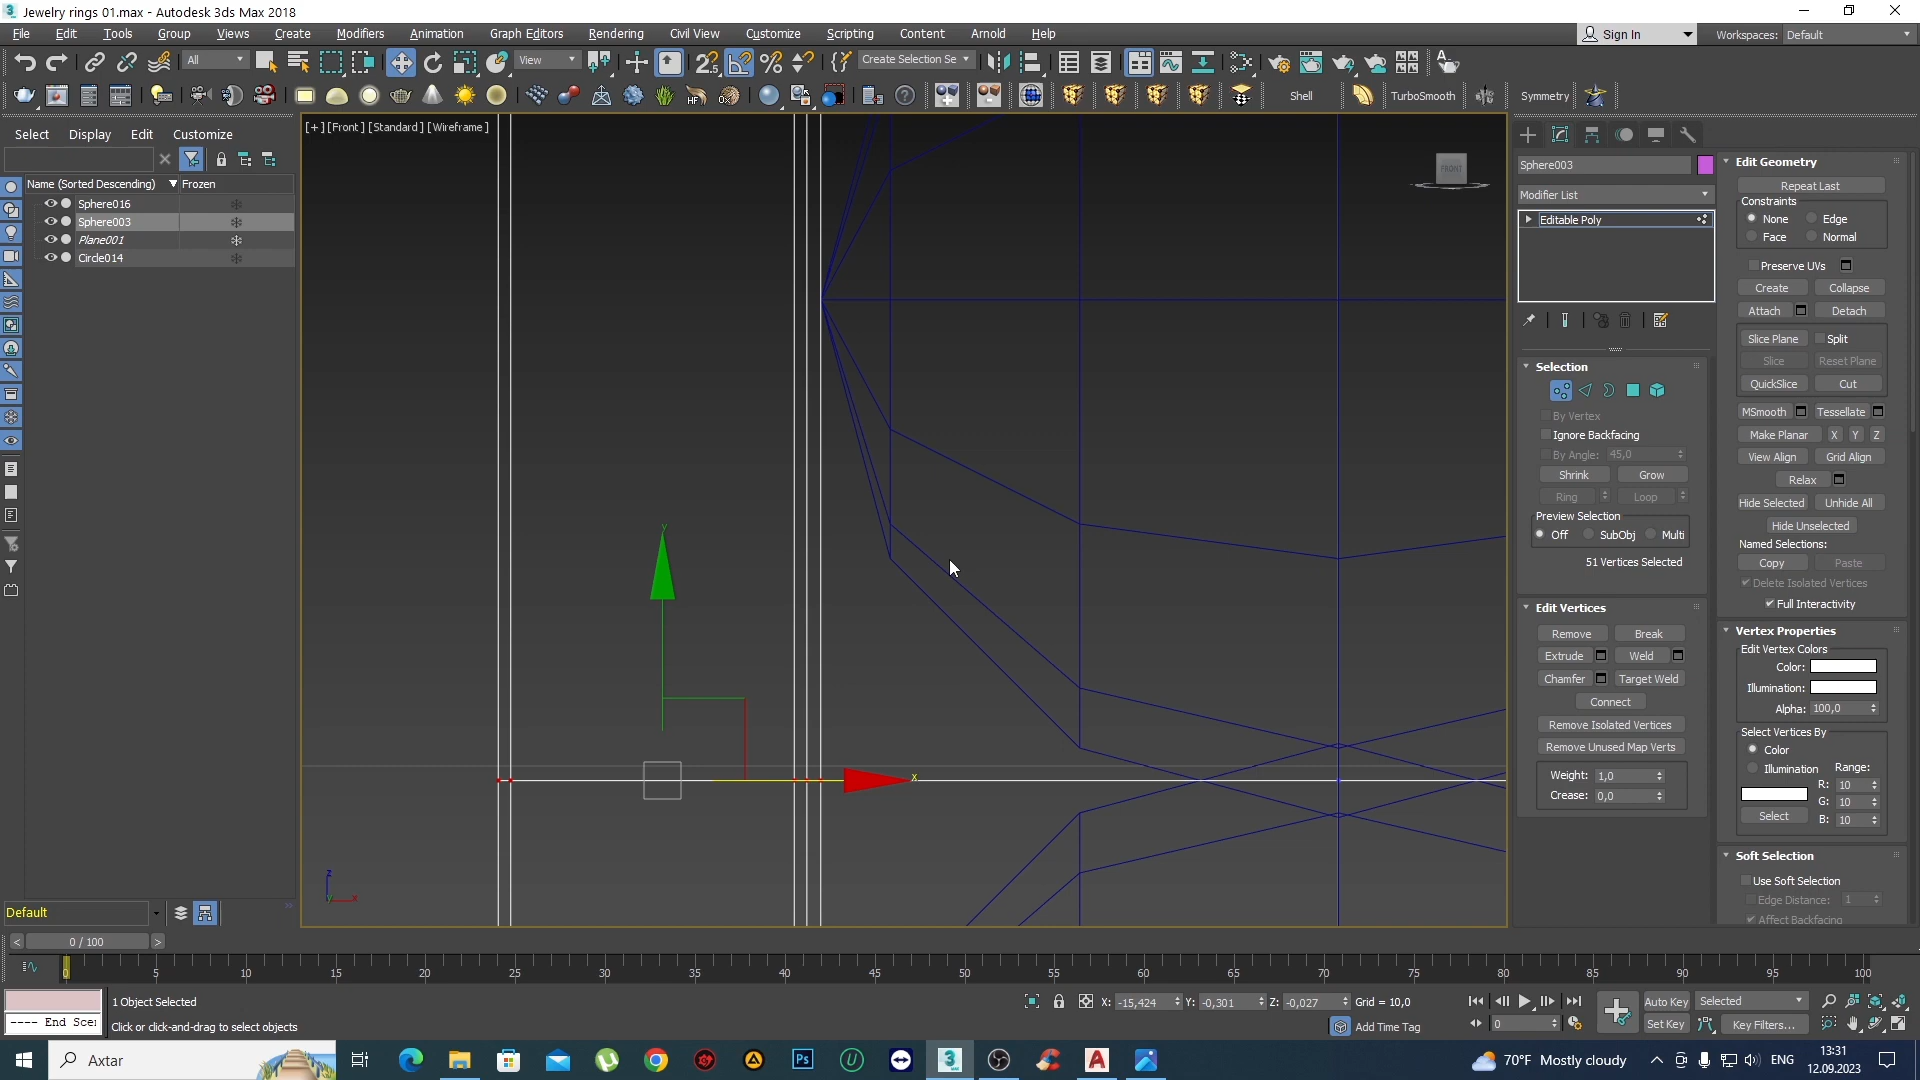 Jewelry rings 01.max - Autodesk 3ds Max 2018
File Edit Tools Group Views Create Modifiers Animation Graph Editors Rendering Civil View Customize Scripting Content Arnold Help
Sign In Workspaces: Default
All View Create Selection Se
Shell TurboSmooth Symmetry
Select Display Edit Customize
Name (Sorted Descending) Frozen
Sphere016
Sphere003
Plane001
Circle014
Default
[+] [Front] [Standard] [Wireframe]
FRONT
y
x
z
y x
Sphere003
Modifier List
Editable Poly
Selection
By Vertex
Ignore Backfacing
By Angle: 45,0
Shrink Grow
Ring Loop
Preview Selection
Off SubObj Multi
51 Vertices Selected
Edit Vertices
Remove Break
Extrude Weld
Chamfer Target Weld
Connect
Remove Isolated Vertices
Remove Unused Map Verts
Weight: 1,0
Crease: 0,0
Edit Geometry
Repeat Last
Constraints
None Edge
Face Normal
Preserve UVs
Create Collapse
Attach Detach
Slice Plane Split
Slice Reset Plane
QuickSlice Cut
MSmooth Tessellate
Make Planar X Y Z
View Align Grid Align
Relax
Hide Selected Unhide All
Hide Unselected
Named Selections:
Copy Paste
Delete Isolated Vertices
Full Interactivity
Vertex Properties
Edit Vertex Colors
Color:
Illumination:
Alpha: 100,0
Select Vertices By
Color
Illumination Range:
R: 10
G: 10
Select B: 10
Soft Selection
Use Soft Selection
Edge Distance: 1
Affect Backfacing
< 0 / 100 >
0 5 10 15 20 25 30 35 40 45 50 55 60 65 70 75 80 85 90 95 100
1 Object Selected X: -15,424 Y: -0,301 Z: -0,027 Grid = 10,0 Auto Key Selected
---- End Sce Click or click-and-drag to select objects Add Time Tag 0 Set Key Key Filters...
Axtar 70°F Mostly cloudy ENG 13:31
12.09.2023